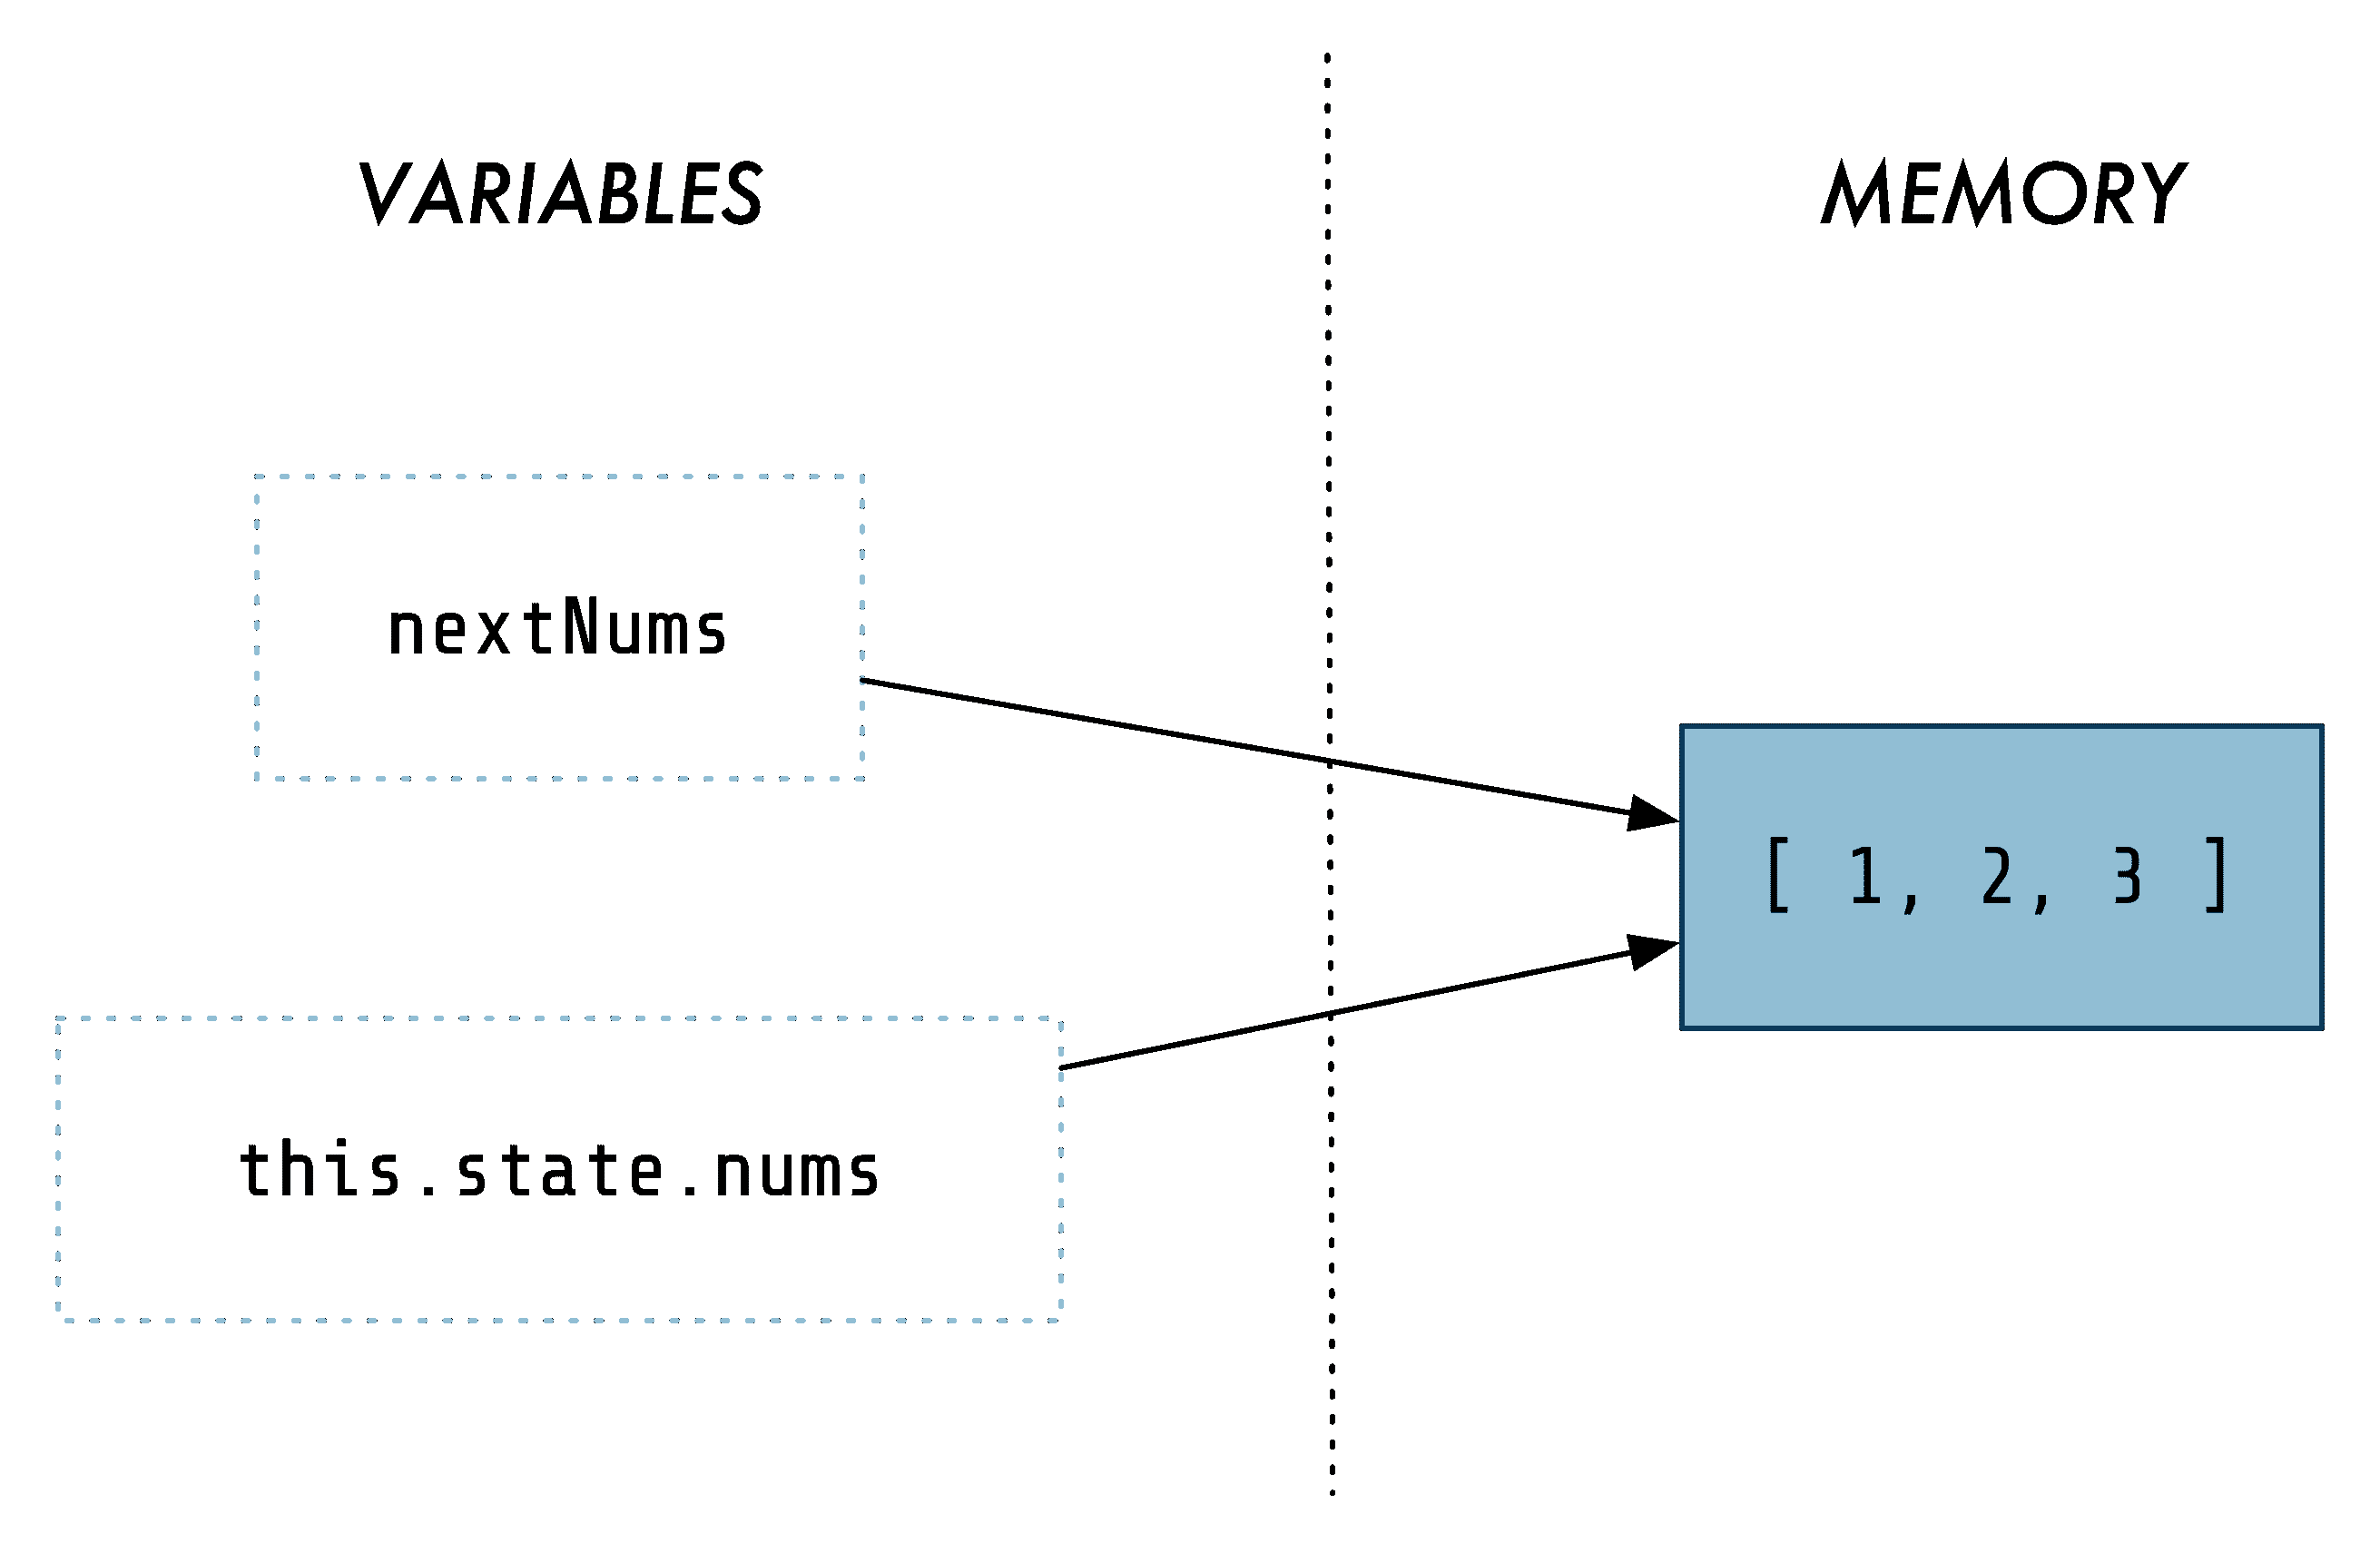 VARIABLES
MEMORY
nextNums
[ 1, 2, 3 ]
this.state.nums